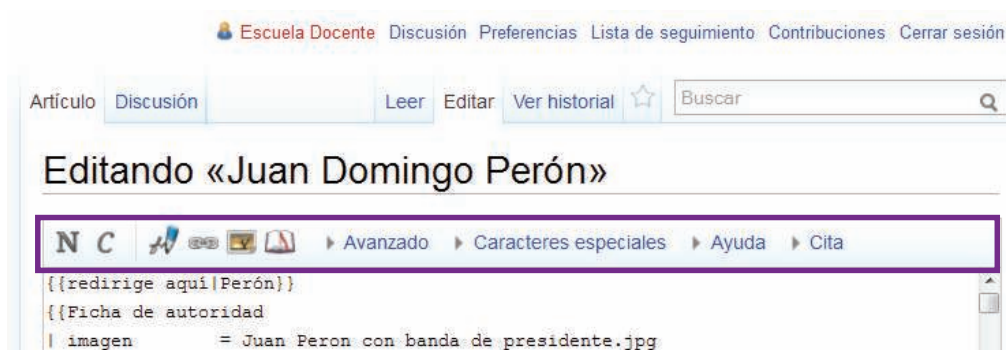 Escuela Docente Discusión Preferencias Lista de seguimiento Contribuciones Cerrar sesión
Artículo Discusión Leer Editar Ver historial Buscar
Editando «Juan Domingo Perón»
N C Avanzado Caracteres especiales Ayuda Cita
{{redirige aquí|Perón}}
{{Ficha de autoridad
| imagen = Juan Peron con banda de presidente.jpg